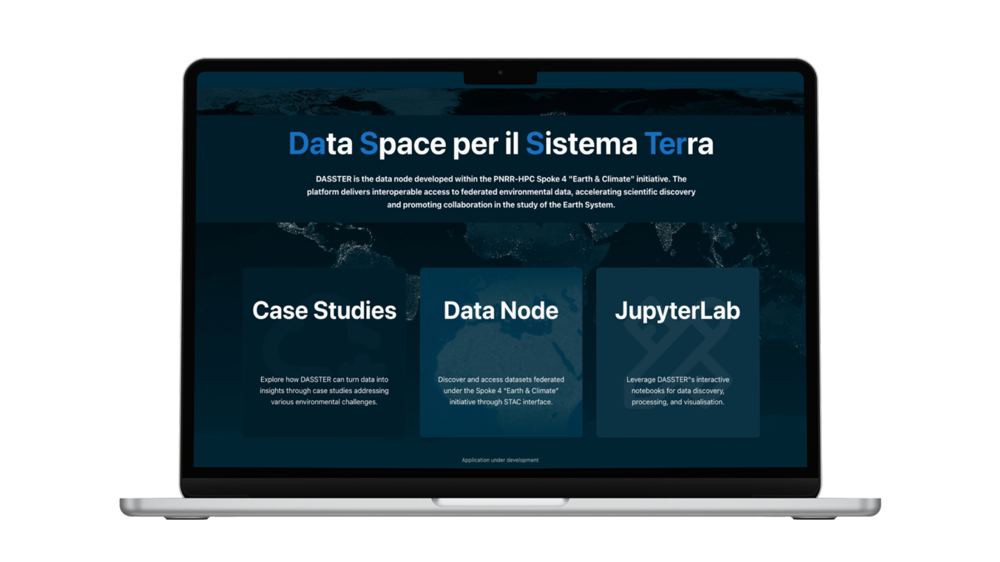 Data Space per il Sistema Terra
DASSTER is the data node developed within the PNRR-HPC Spoke 4 "Earth & Climate" initiative. The
platform delivers interoperable access to federated environmental data, accelerating scientific discovery
and promoting collaboration in the study of the Earth System.
Case Studies
Explore how DASSTER can turn data into
insights through case studies addressing
various environmental challenges.
Data Node
Discover and access datasets federated
under the Spoke 4 "Earth & Climate"
initiative through STAC interface.
JupyterLab
Leverage DASSTER"s interactive
notebooks for data discovery,
processing, and visualisation.
Application under development